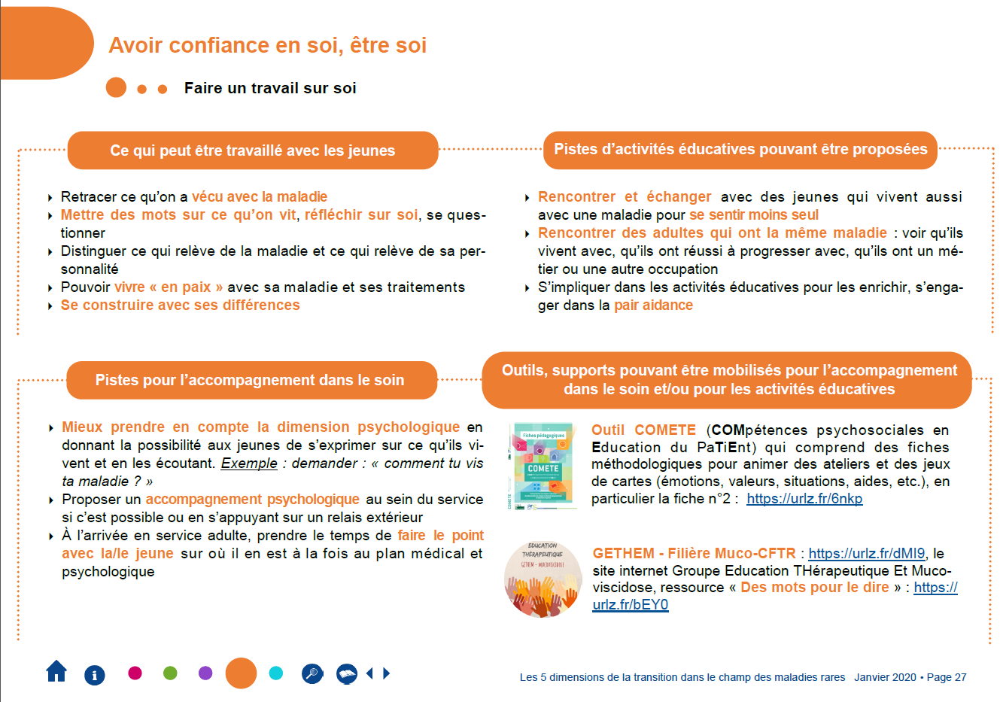 Avoir confiance en soi, être soi
Faire un travail sur soi
Ce qui peut être travaillé avec les jeunes
Retracer ce qu’on a vécu avec la maladie
Mettre des mots sur ce qu’on vit, réfléchir sur soi, se ques-
tionner
Distinguer ce qui relève de la maladie et ce qui relève de sa per-
sonnalité
Pouvoir vivre « en paix » avec sa maladie et ses traitements
Se construire avec ses différences
Pistes d’activités éducatives pouvant être proposées
Rencontrer et échanger avec des jeunes qui vivent aussi
avec une maladie pour se sentir moins seul
Rencontrer des adultes qui ont la même maladie : voir qu’ils
vivent avec, qu’ils ont réussi à progresser avec, qu’ils ont un mé-
tier ou une autre occupation
S’impliquer dans les activités éducatives pour les enrichir, s’enga-
ger dans la pair aidance
Pistes pour l’accompagnement dans le soin
Mieux prendre en compte la dimension psychologique en
donnant la possibilité aux jeunes de s’exprimer sur ce qu’ils vi-
vent et en les écoutant. Exemple : demander : « comment tu vis
ta maladie ? »
Proposer un accompagnement psychologique au sein du service
si c’est possible ou en s’appuyant sur un relais extérieur
À l’arrivée en service adulte, prendre le temps de faire le point
avec la/le jeune sur où il en est à la fois au plan médical et
psychologique
Outils, supports pouvant être mobilisés pour l’accompagnement
dans le soin et/ou pour les activités éducatives
Fiches pédagogiques
COMETE
COMETE
Outil COMETE (COMpétences psychosociales en
Education du PaTiEnt) qui comprend des fiches
méthodologiques pour animer des ateliers et des jeux
de cartes (émotions, valeurs, situations, aides, etc.), en
particulier la fiche n°2 : https://urlz.fr/6nkp
EDUCATION
THÉRAPEUTIQUE
GETHEM - MUCOVISCIDOSE
GETHEM - Filière Muco-CFTR : https://urlz.fr/dMI9, le
site internet Groupe Education THérapeutique Et Muco-
viscidose, ressource « Des mots pour le dire » : https://
urlz.fr/bEY0
Les 5 dimensions de la transition dans le champ des maladies rares Janvier 2020 • Page 27